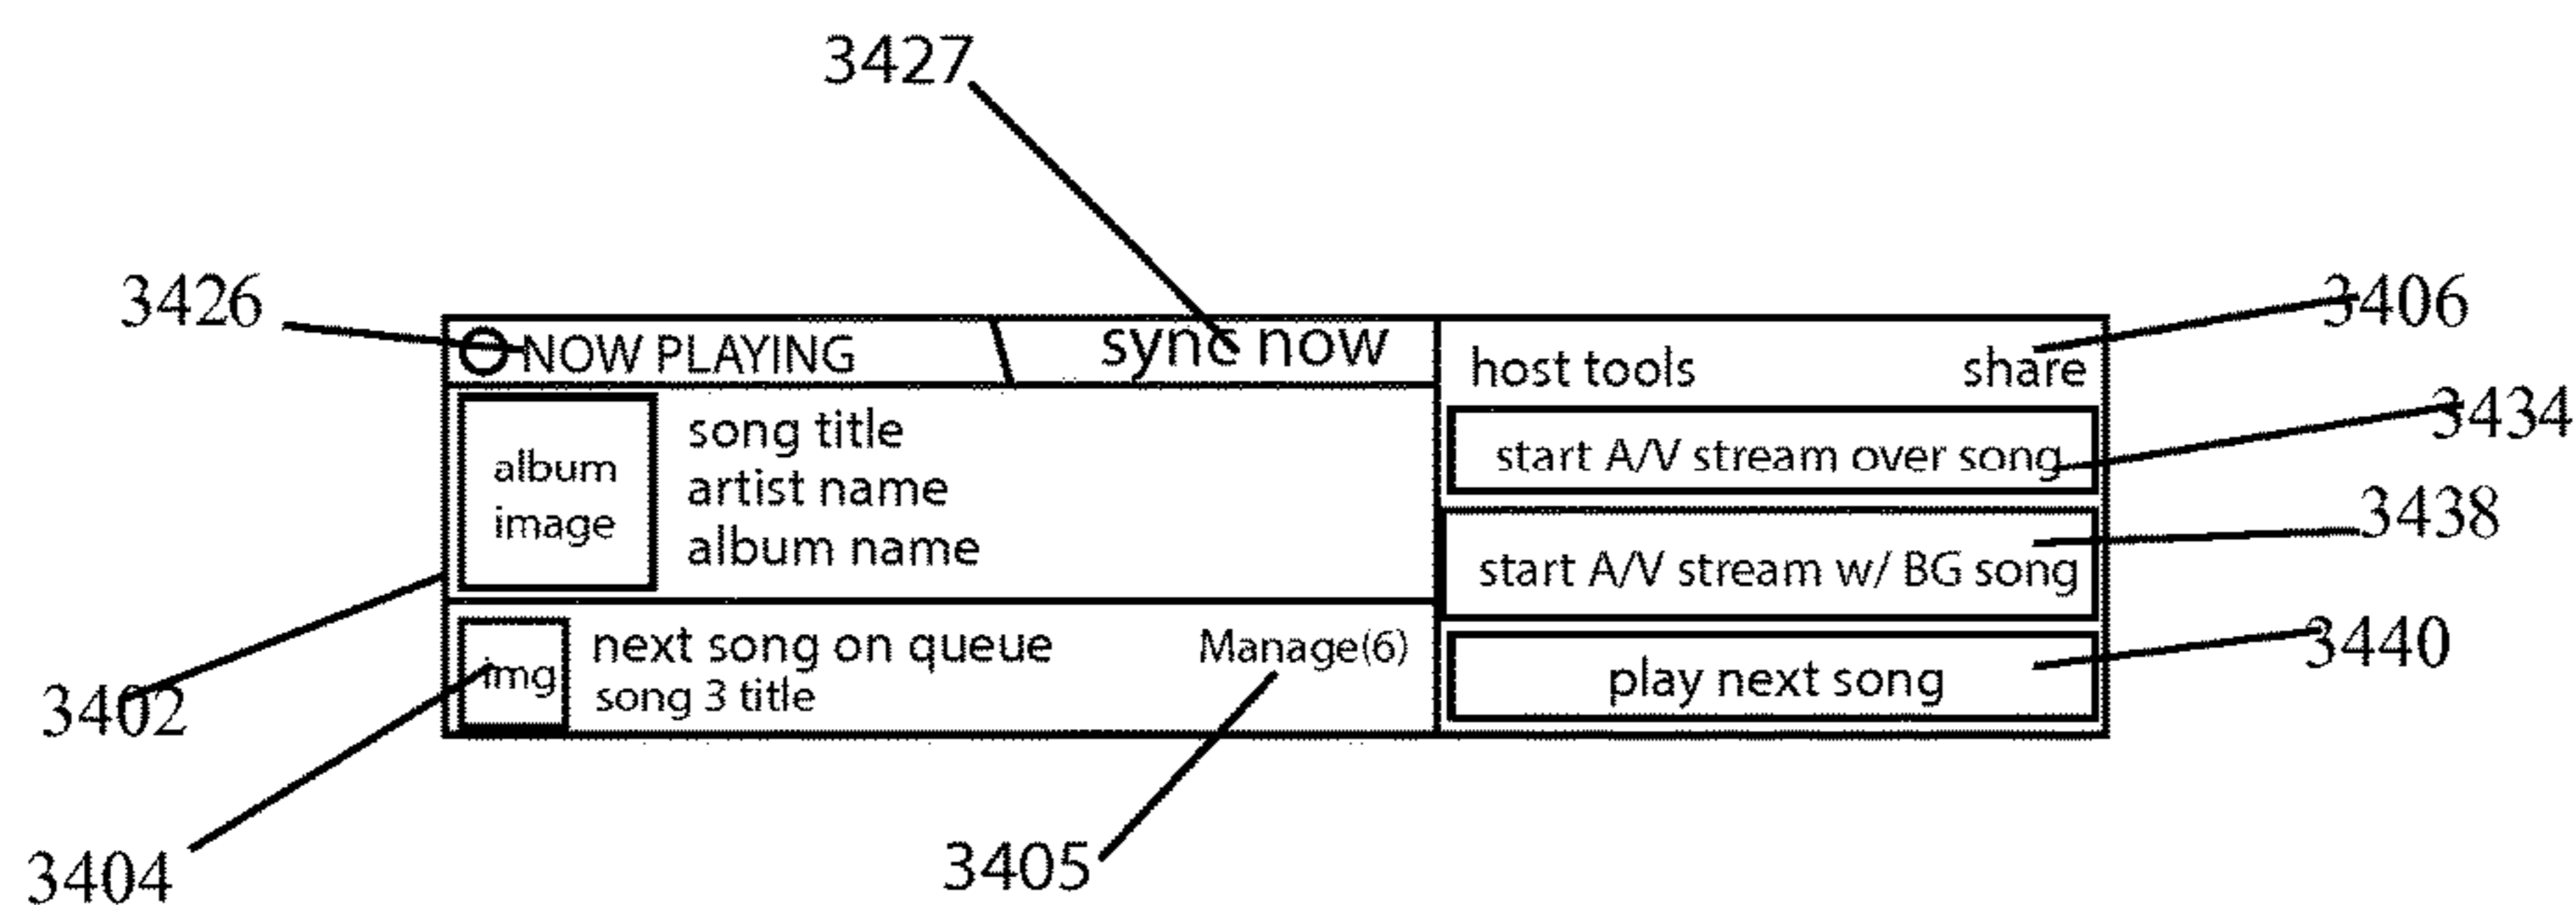 3427
3426
3406
NOW PLAYING
sync now
host tools
share
3434
album
image
song title
artist name
album name
start A/V stream over song
3438
start A/V stream w/ BG song
3440
img
next song on queue
Manage(6)
song 3 title
play next song
3402
3404
3405